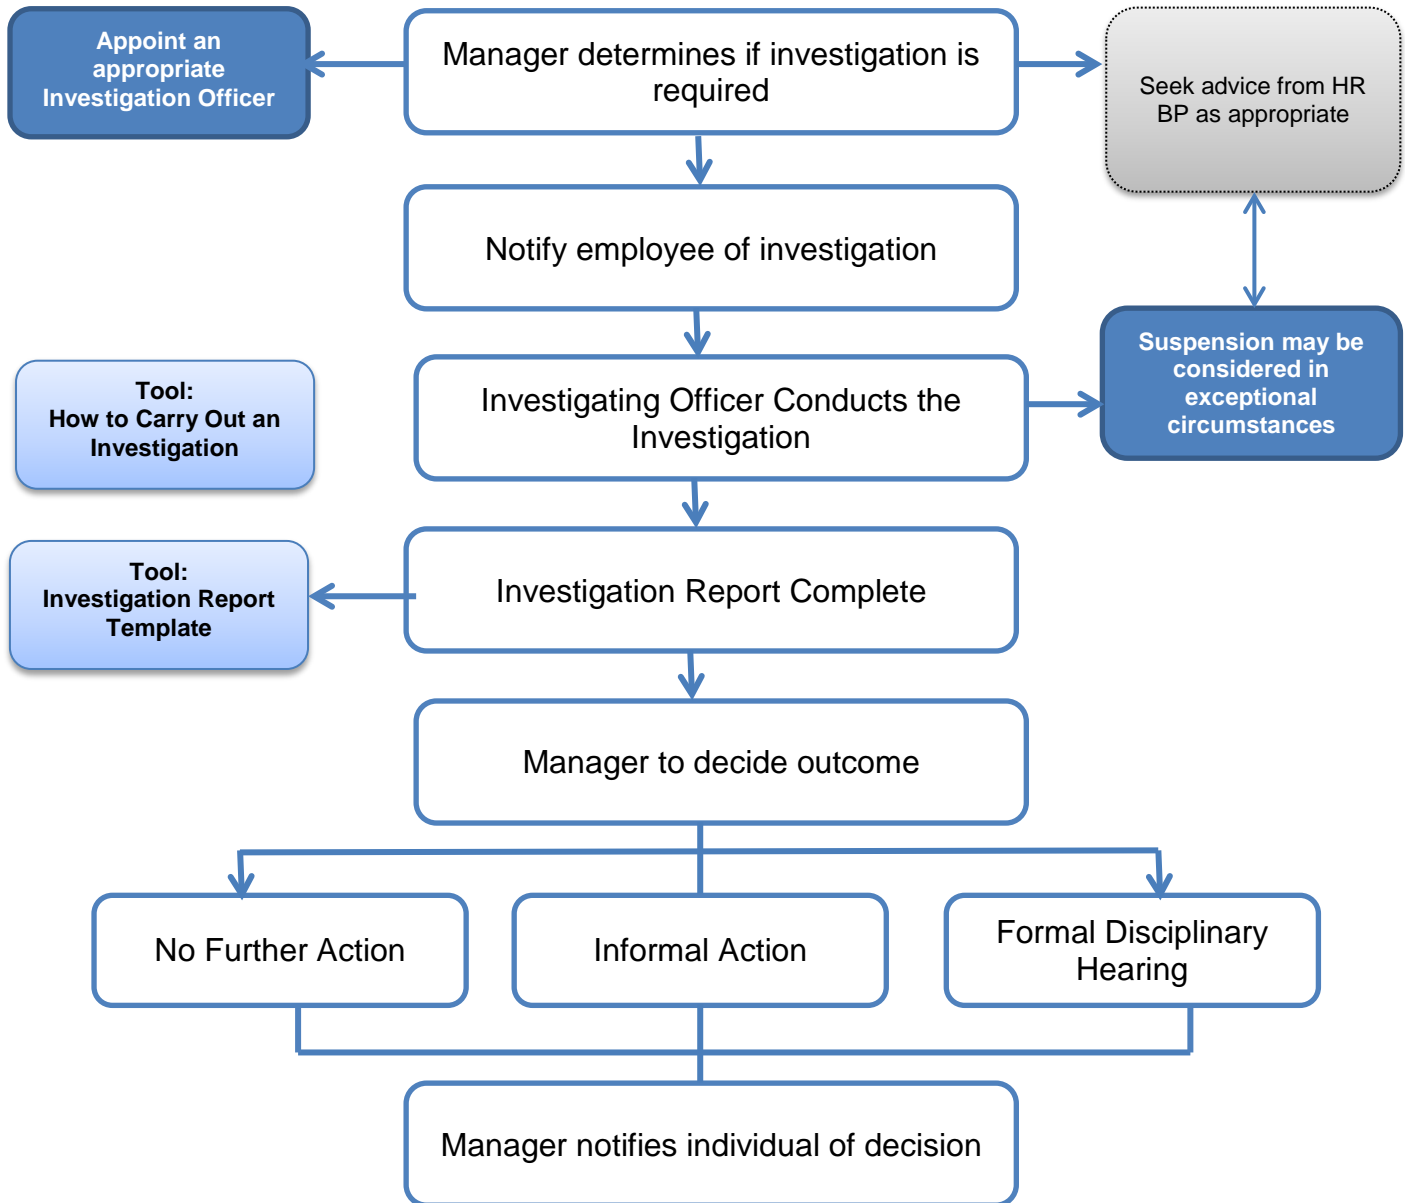 Appoint an
appropriate
Investigation Officer
Manager determines if investigation is
required
Seek advice from HR
BP as appropriate
Notify employee of investigation
Tool:
How to Carry Out an
Investigation
Investigating Officer Conducts the
Investigation
Suspension may be
considered in
exceptional
circumstances
Tool:
Investigation Report
Template
Investigation Report Complete
Manager to decide outcome
No Further Action
Informal Action
Formal Disciplinary
Hearing
Manager notifies individual of decision